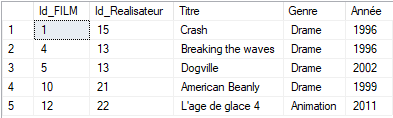 Id_FILM Id_Realisateur Titre Genre Année
1 1 15 Crash Drame 1996
2 4 13 Breaking the waves Drame 1996
3 5 13 Dogville Drame 2002
4 10 21 American Beanly Drame 1999
5 12 22 L'age de glace 4 Animation 2011